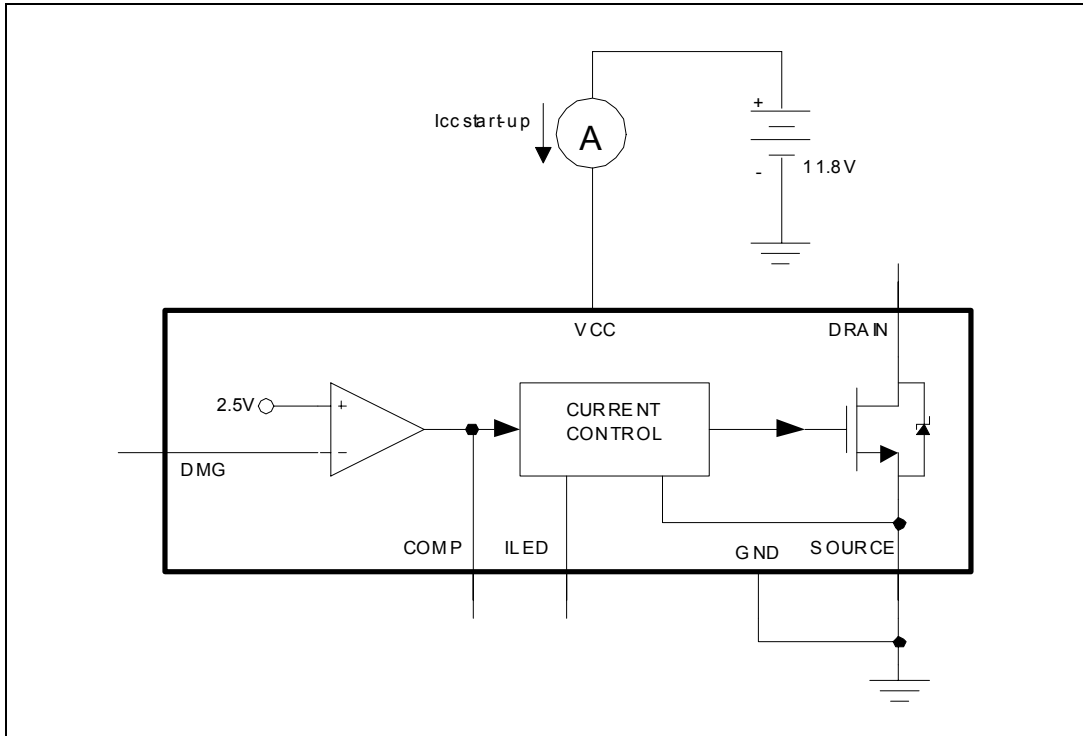 Icc start-up
A
+
-
11.8V
VCC
DRAIN
2.5V
+
-
CURRENT
CONTROL
DMG
COMP
ILED
GND
SOURCE